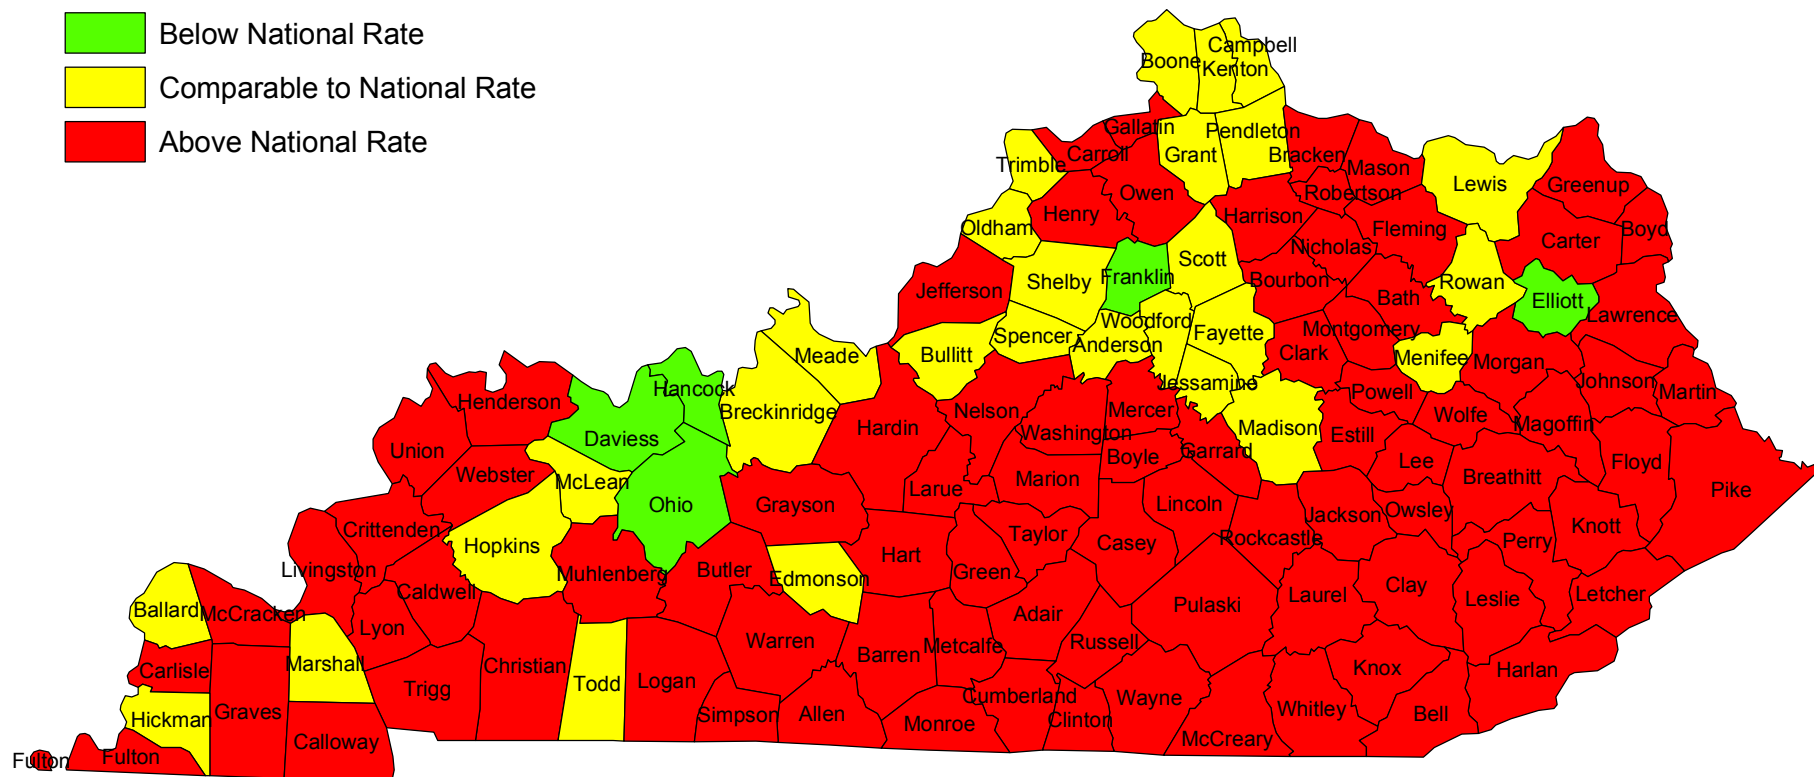 Below National Rate
Comparable to National Rate
Above National Rate
Campbell
Boone
Kenton
Gallatin
Pendleton
Carroll
Grant
Bracken
Trimble
Mason
Lewis
Greenup
Owen
Robertson
Henry
Harrison
Oldham
Fleming
Boyd
Nicholas
Carter
Scott
Shelby
Franklin
Bourbon
Rowan
Jefferson
Bath
Elliott
Lawrence
Woodford
Spencer
Fayette
Montgomery
Anderson
Bullitt
Clark
Meade
Menifee
Morgan
Jessamine
Johnson
Hancock
Powell
Martin
Henderson
Breckinridge
Nelson
Mercer
Wolfe
Magoffin
Hardin
Washington
Madison
Estill
Daviess
Union
Garrard
Boyle
Lee
Floyd
Webster
McLean
Marion
Breathitt
Larue
Pike
Ohio
Grayson
Lincoln
Owsley
Jackson
Crittenden
Knott
Taylor
Rockcastle
Hopkins
Casey
Perry
Hart
Livingston
Muhlenberg
Butler
Edmonson
Green
Caldwell
Clay
Laurel
Letcher
Leslie
Pulaski
Ballard
McCracken
Adair
Lyon
Warren
Russell
Metcalfe
Barren
Marshall
Christian
Knox
Carlisle
Harlan
Todd
Logan
Trigg
Cumberland
Wayne
Whitley
Graves
Simpson
Allen
Bell
Hickman
Monroe
Clinton
Calloway
McCreary
Fulton
Fulton